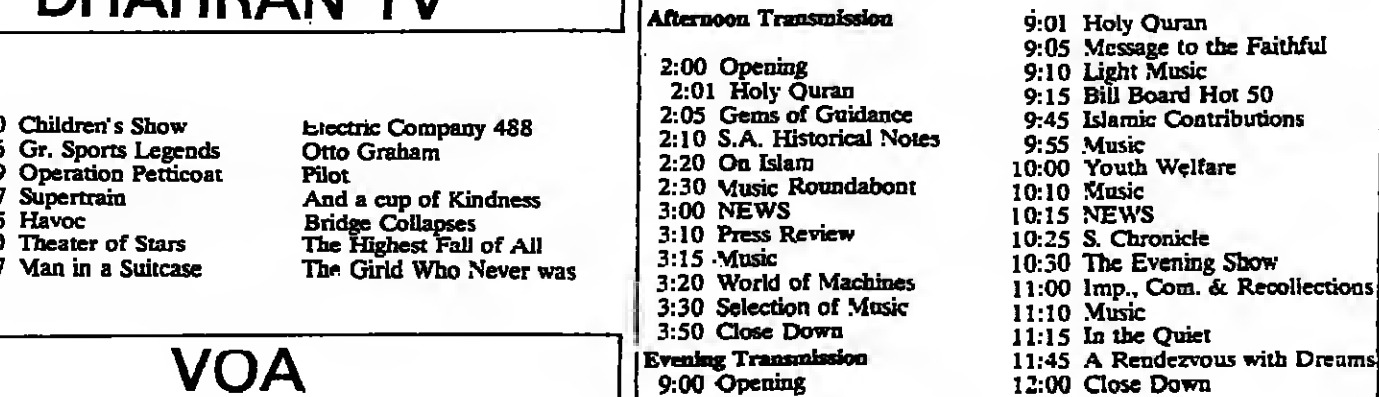 DHAHRAN TV
0 Children's Show Electric Company 488
Gr. Sports Legends Otto Graham
Operation Petticoat Pilot
7 Supertrain And a cup of Kindness
Havoc Bridge Collapses
Theater of Stars The Highest Fall of All
7 Man in a Suitcase The Girld Who Never was
VOA
Afternoon Transmission
2:00 Opening
2:01 Holy Quran
2:05 Gems of Guidance
2:10 S.A. Historical Notes
2:20 On Islam
2:30 Music Roundabont
3:00 NEWS
3:10 Press Review
3:15 Music
3:20 World of Machines
3:30 Selection of Music
3:50 Close Down
Evening Transmission
9:00 Opening
9:01 Holy Quran
9:05 Message to the Faithful
9:10 Light Music
9:15 Bill Board Hot 50
9:45 Islamic Contributions
9:55 Music
10:00 Youth Welfare
10:10 Music
10:15 NEWS
10:25 S. Chronicle
10:30 The Evening Show
11:00 Imp., Com. & Recollections
11:10 Music
11:15 In the Quiet
11:45 A Rendezvous with Dreams
12:00 Close Down